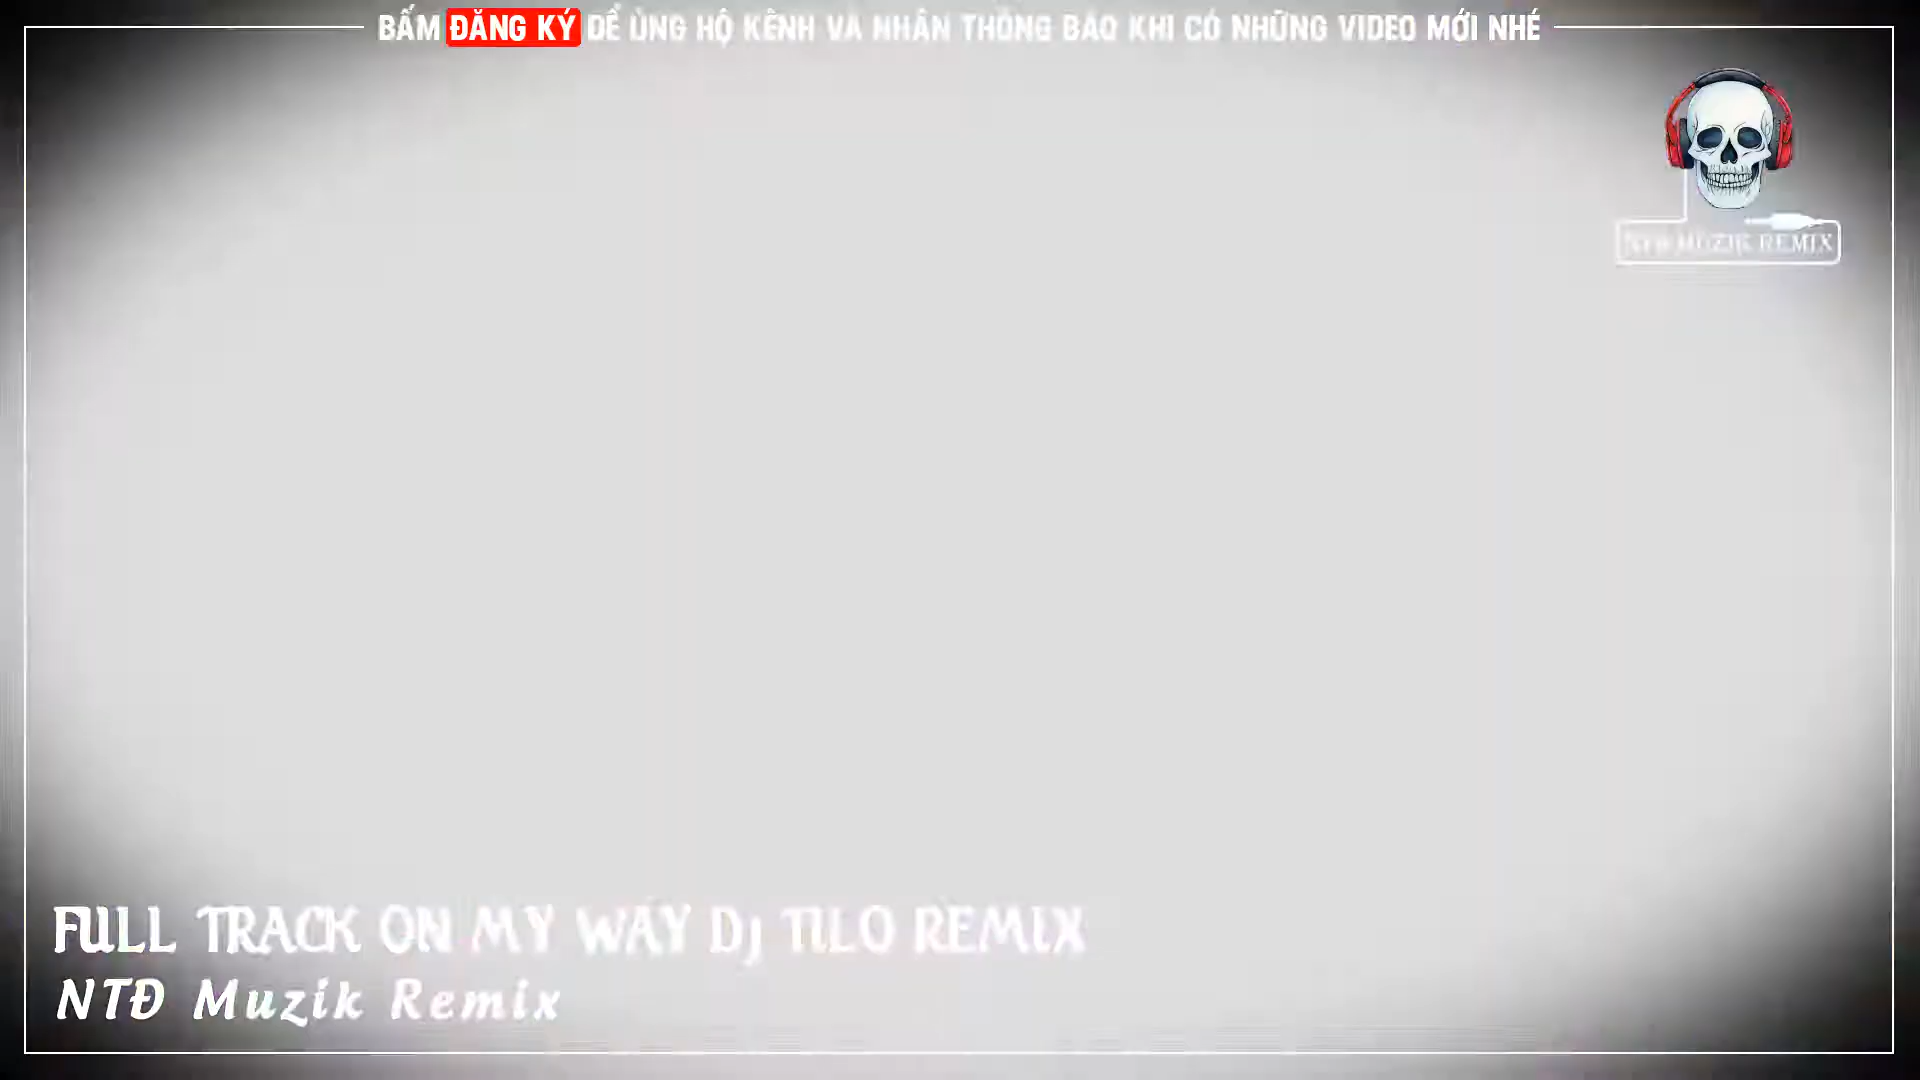 BẤM ĐĂNG KÝ ĐỂ ỦNG HỘ KÊNH VÀ NHẬN THÔNG BÁO KHI CÓ NHỮNG VIDEO MỚI NHÉ
NTĐ MUZIK REMIX
FULL TRACK ON MY WAY DJ TILO REMIX
NTĐ Muzik Remix